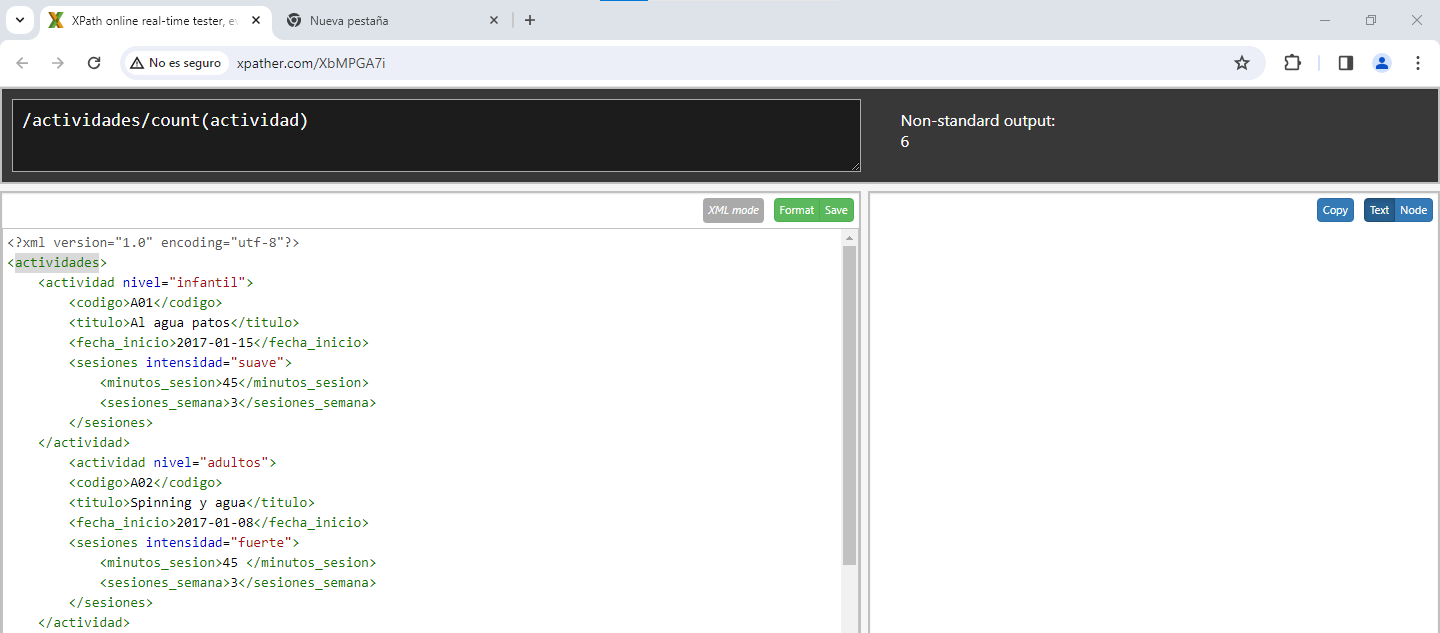 XPath online real-time tester, ev
Nueva pestaña
No es seguro
xpather.com/XbMPGA7i
/actividades/count(actividad)
Non-standard output:
6
XML mode
Format
Save
Copy
Text
Node
<?xml version="1.0" encoding="utf-8"?>
<actividades>
<actividad nivel="infantil">
<codigo>A01</codigo>
<titulo>Al agua patos</titulo>
<fecha_inicio>2017-01-15</fecha_inicio>
<sesiones intensidad="suave">
<minutos_sesion>45</minutos_sesion>
<sesiones_semana>3</sesiones_semana>
</sesiones>
</actividad>
<actividad nivel="adultos">
<codigo>A02</codigo>
<titulo>Spinning y agua</titulo>
<fecha_inicio>2017-01-08</fecha_inicio>
<sesiones intensidad="fuerte">
<minutos_sesion>45 </minutos_sesion>
<sesiones_semana>3</sesiones_semana>
</sesiones>
</actividad>